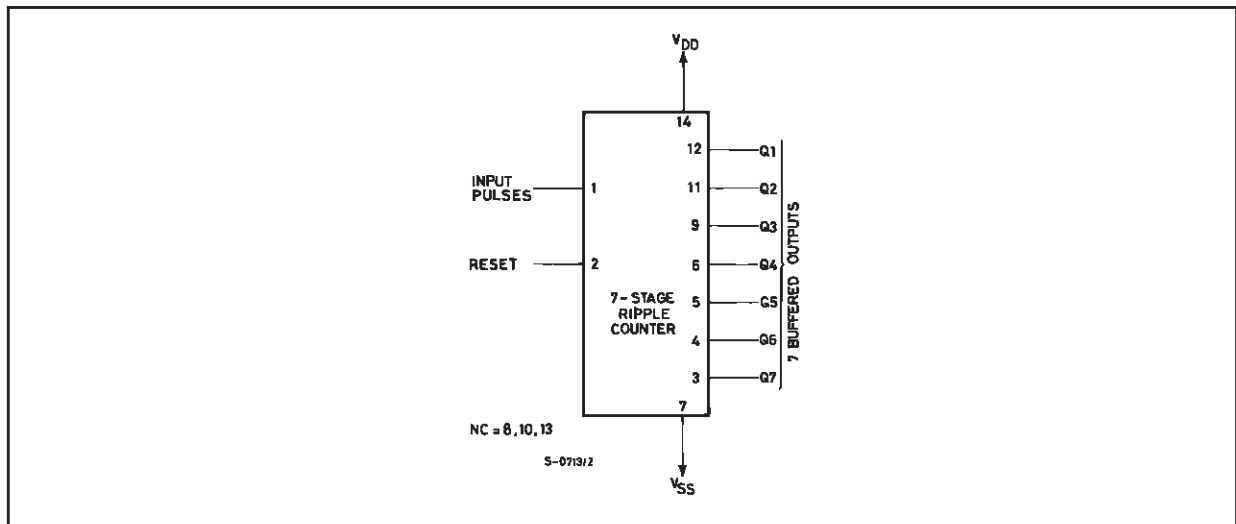 VDD
14
12 Q1
INPUT
PULSES 1
11 Q2
9 Q3
RESET 2
6 Q4
5 Q5
7-STAGE
RIPPLE
COUNTER
4 Q6
3 Q7
7 BUFFERED OUTPUTS
7
NC = 8,10,13
S-0713/2
VSS